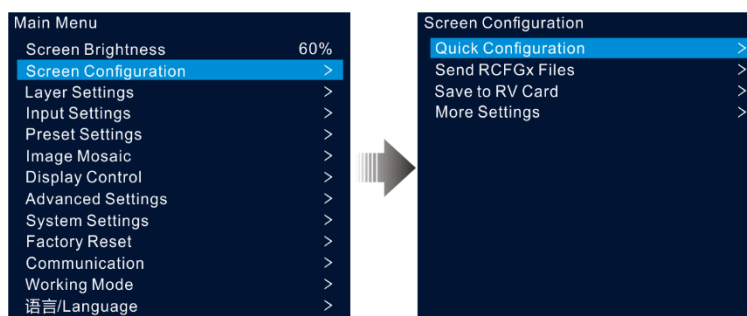 Main Menu
Screen Brightness 60%
Screen Configuration >
Layer Settings >
Input Settings >
Preset Settings >
Image Mosaic >
Display Control >
Advanced Settings >
System Settings >
Factory Reset >
Communication >
Working Mode >
语言/Language >
Screen Configuration
Quick Configuration >
Send RCFGx Files >
Save to RV Card >
More Settings >